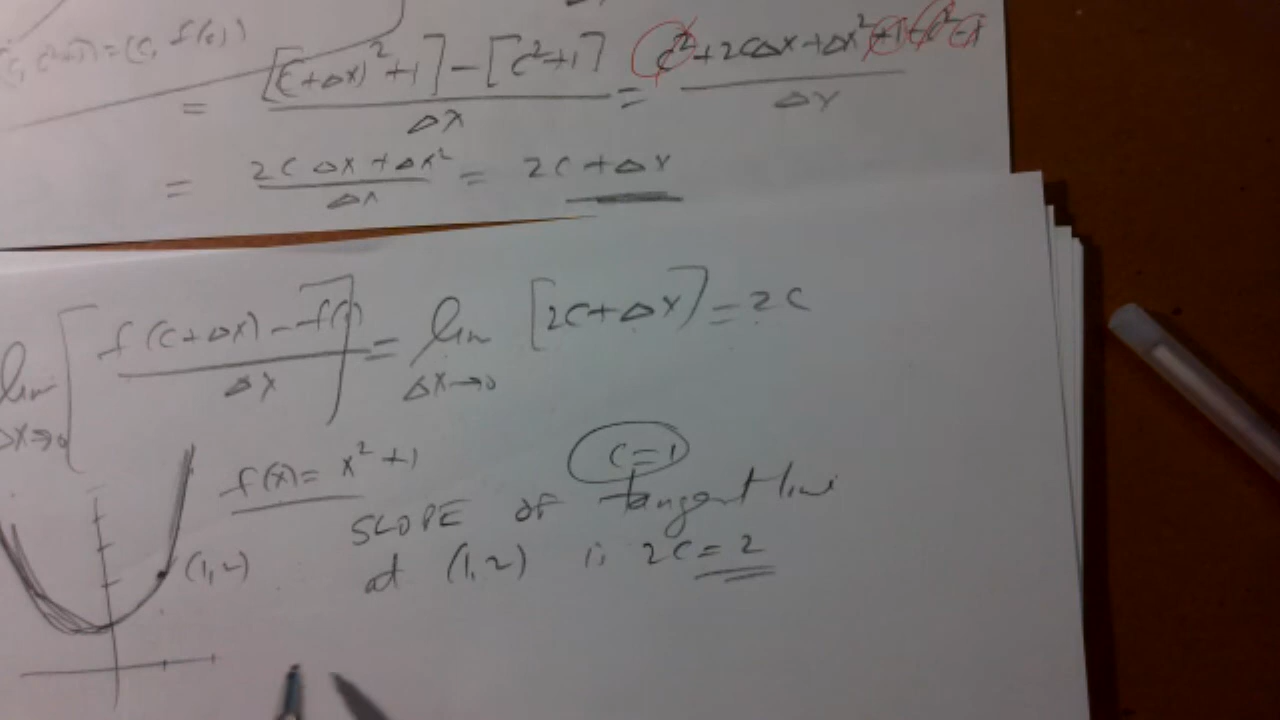 (c, c²+1) = (c, f(c))
= [(c+Δx)²+1] - [c²+1] / Δx = c²+2cΔx+Δx²+1-c²-1 / Δx
= 2cΔx+Δx² / Δx = 2c+Δx
lim Δx→0 [f(c+Δx)-f(c) / Δx] = lim Δx→0 [2c+Δx] = 2c
f(x) = x²+1
c=1
SLOPE OF tangent line
(1,2)
at (1,2) is 2c = 2